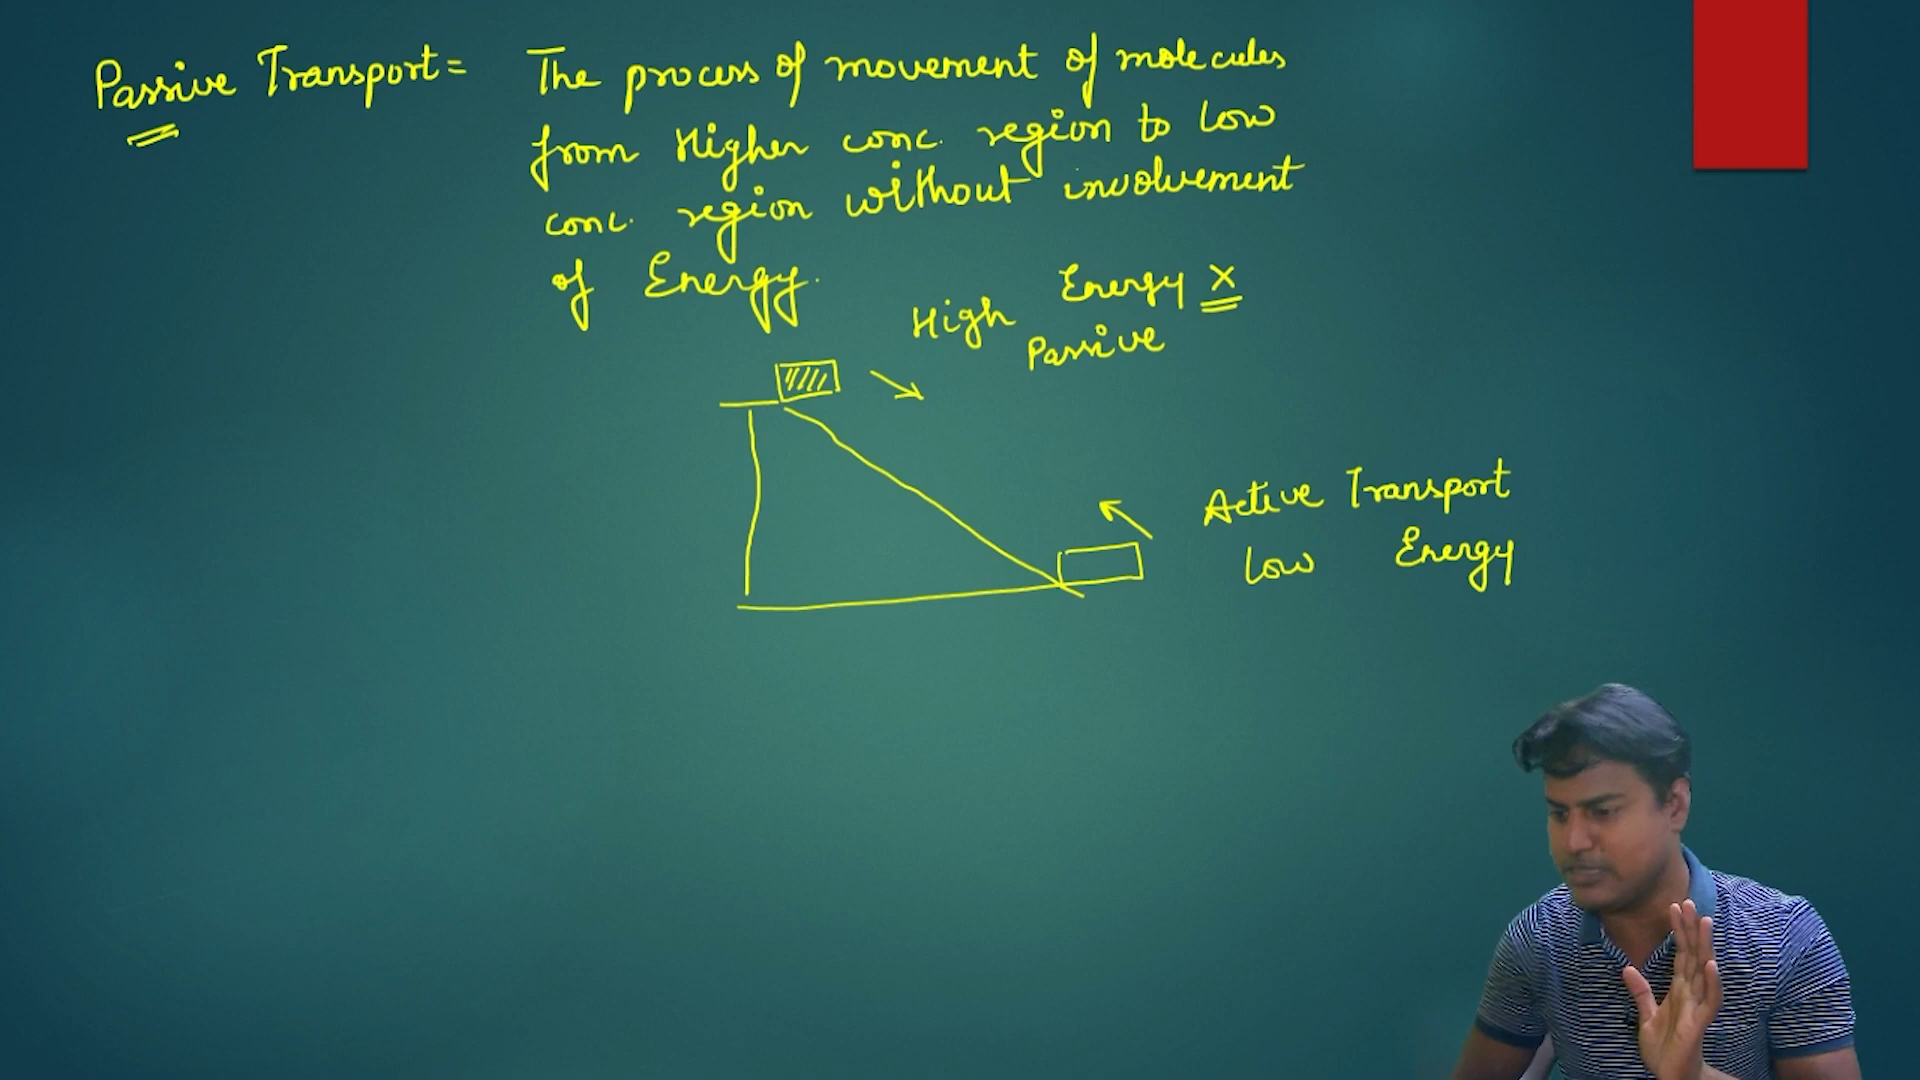 Passive Transport = The process of movement of molecules
from Higher conc. region to low
conc. region without involvement
of Energy.
High Energy X
Passive
Active Transport
Low Energy